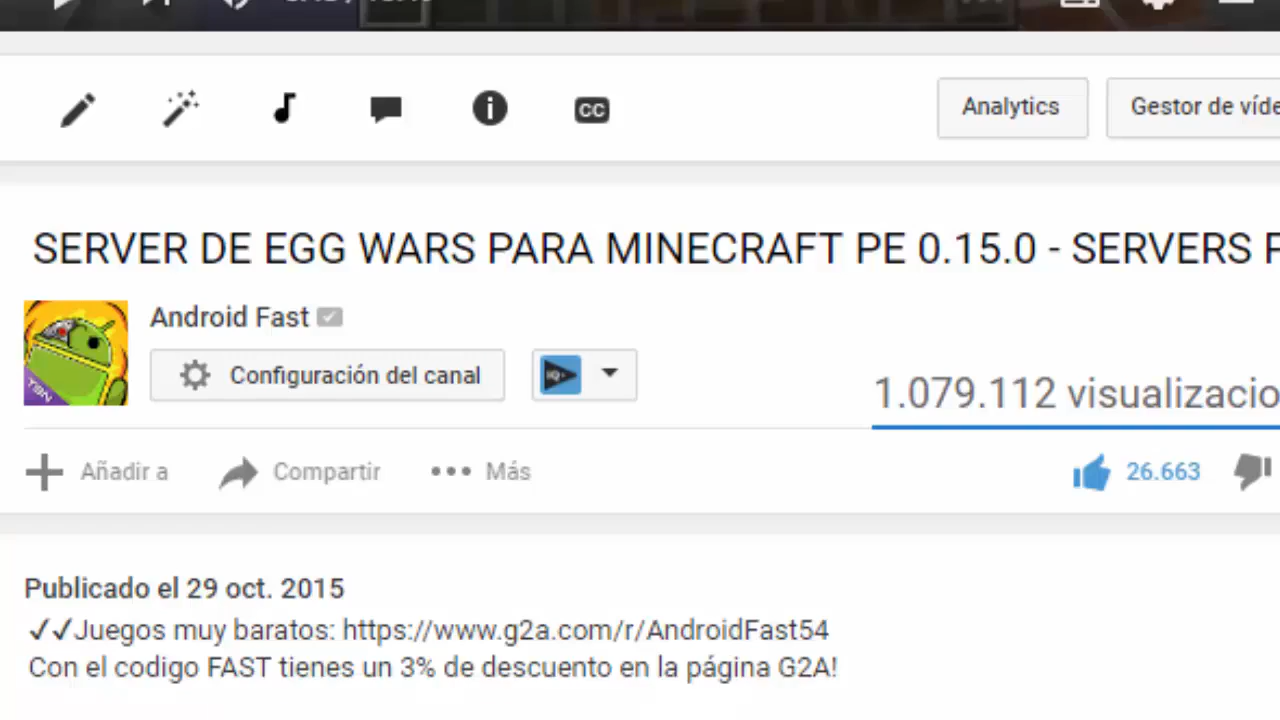 CC
Analytics
Gestor de víde
SERVER DE EGG WARS PARA MINECRAFT PE 0.15.0 - SERVERS P
Android Fast
TSN
Configuración del canal
1.079.112 visualizacio
Añadir a
Compartir
Más
26.663
Publicado el 29 oct. 2015
✓✓Juegos muy baratos: https://www.g2a.com/r/AndroidFast54
Con el codigo FAST tienes un 3% de descuento en la página G2A!